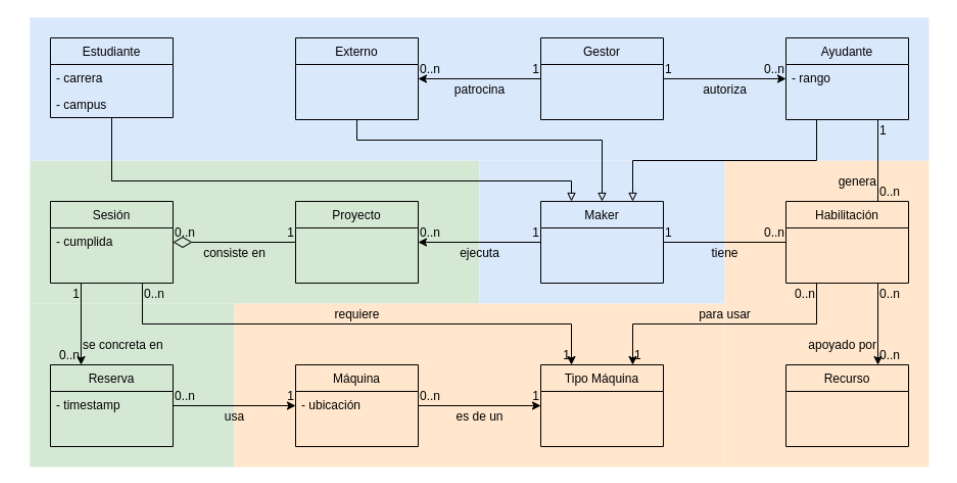 Estudiante
- carrera
- campus
Externo
Gestor
Ayudante
- rango
0..n
1
patrocina
1
0..n
autoriza
1
genera
0..n
Sesión
- cumplida
0..n
1
consiste en
Proyecto
0..n
1
ejecuta
Maker
1
0..n
tiene
Habilitación
1
0..n
requiere
para usar
0..n
0..n
se concreta en
apoyado por
0..n
1
1
0..n
Reserva
- timestamp
0..n
1
usa
Máquina
- ubicación
0..n
1
es de un
Tipo Máquina
Recurso